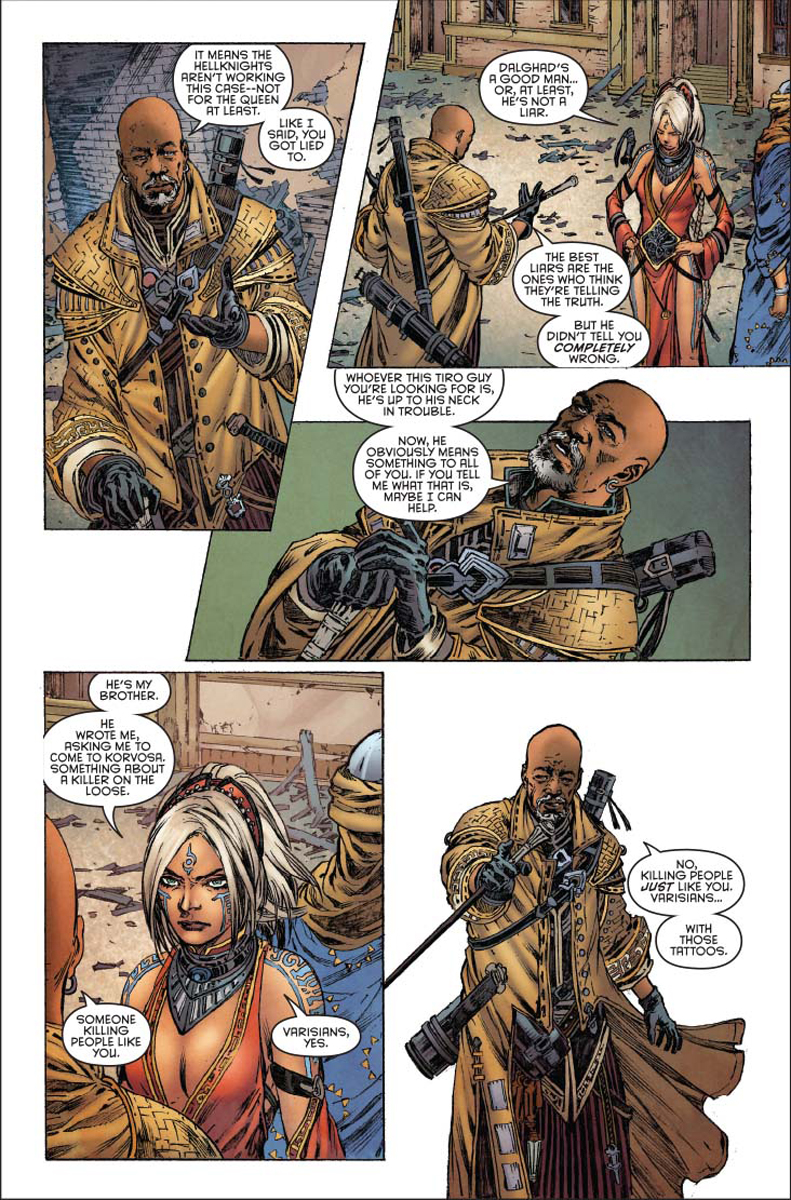 IT MEANS THE
HELLKNIGHTS
AREN'T WORKING
THIS CASE--NOT
FOR THE QUEEN
AT LEAST.
LIKE I
SAID, YOU
GOT LIED
TO.
DALGHAD'S
A GOOD MAN...
OR, AT LEAST,
HE'S NOT A
LIAR.
THE BEST
LIARS ARE THE
ONES WHO THINK
THEY'RE TELLING
THE TRUTH.
BUT HE
DIDN'T TELL YOU
COMPLETELY
WRONG.
WHOEVER THIS TIRO GUY
YOU'RE LOOKING FOR IS,
HE'S UP TO HIS NECK
IN TROUBLE.
NOW, HE
OBVIOUSLY MEANS
SOMETHING TO ALL
OF YOU. IF YOU TELL
ME WHAT THAT IS,
MAYBE I CAN
HELP.
HE'S MY
BROTHER.
HE
WROTE ME,
ASKING ME TO
COME TO KORVOSA.
SOMETHING ABOUT
A KILLER ON THE
LOOSE.
SOMEONE
KILLING
PEOPLE LIKE
YOU.
VARISIANS,
YES.
NO,
KILLING PEOPLE
JUST LIKE YOU.
VARISIANS...
WITH
THOSE
TATTOOS.